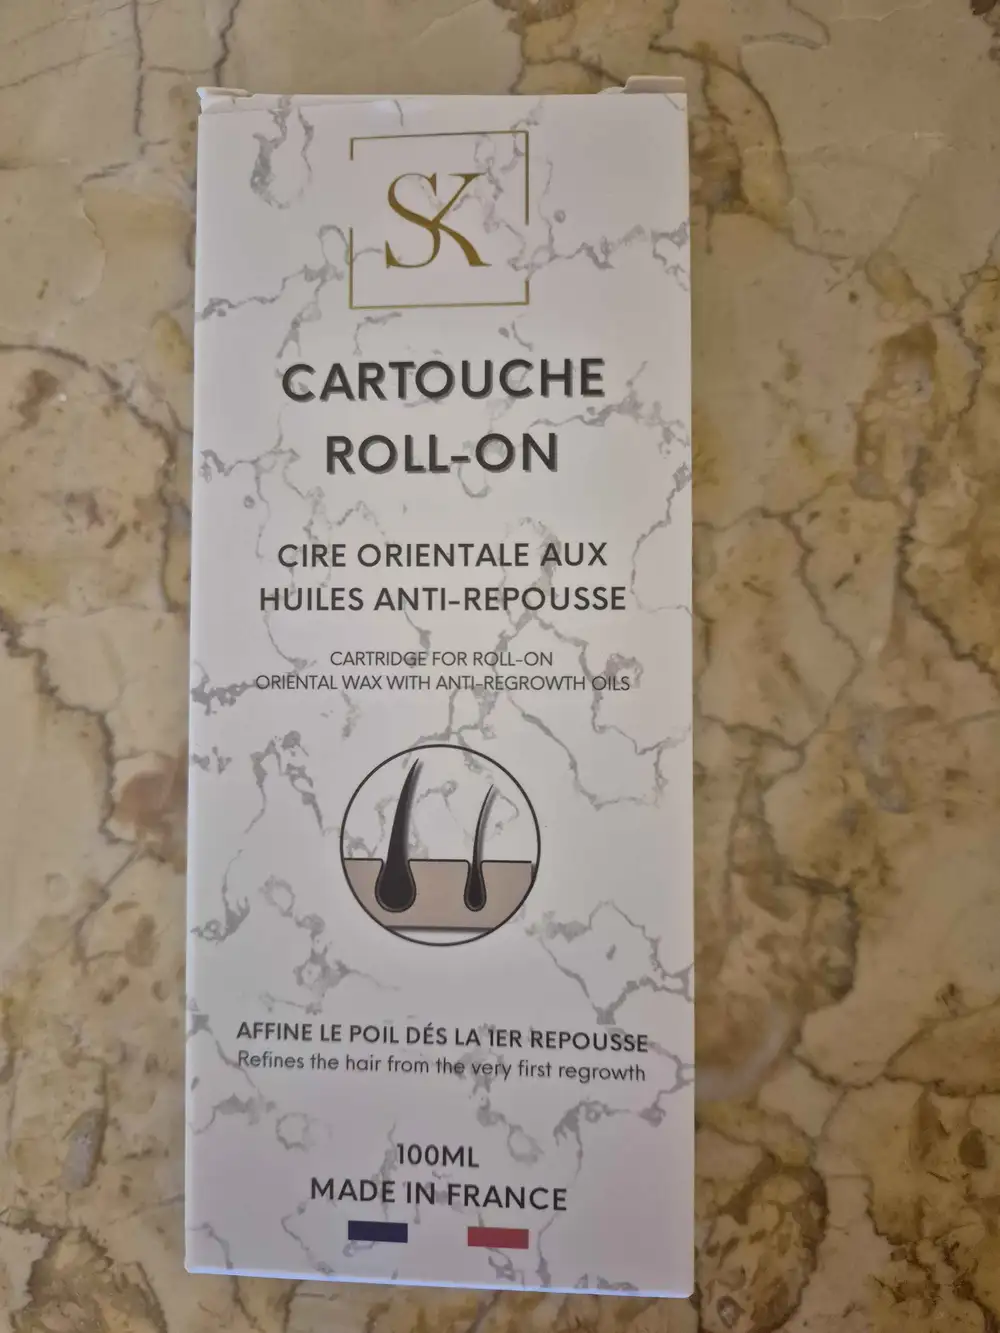 SK
CARTOUCHE
ROLL-ON
CIRE ORIENTALE AUX
HUILES ANTI-REPOUSSE
CARTRIDGE FOR ROLL-ON
ORIENTAL WAX WITH ANTI-REGROWTH OILS
AFFINE LE POIL DÉS LA 1ER REPOUSSE
Refines the hair from the very first regrowth
100ML
MADE IN FRANCE